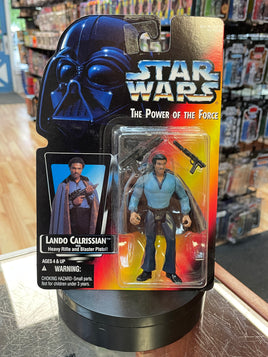 STAR
WARS
THE POWER OF THE FORCE
LANDO CALRISSIAN
Heavy Rifle and Blaster Pistol!
AGES 4 & UP
WARNING:
CHOKING HAZARD-Small parts.
Not for children under 3 years.